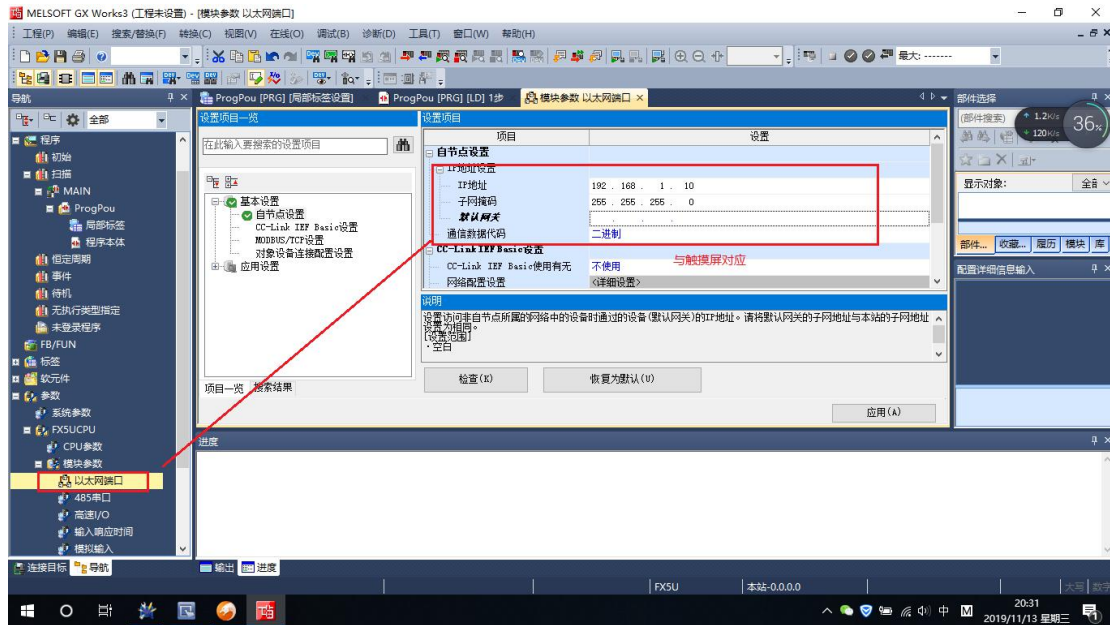 MELSOFT GX Works3 (工程未设置) - [模块参数 以太网端口]
工程(P) 编辑(E) 搜索/替换(F) 转换(C) 视图(V) 在线(O) 调试(B) 诊断(D) 工具(T) 窗口(W) 帮助(H)
最大: -------
导航
ProgPou [PRG] [局部标签设置]
ProgPou [PRG] [LD] 1步
模块参数 以太网端口
部件选择
全部
设置项目一览
设置项目
(部件搜索)
1.2K/s
120K/s
36%
程序
初始
扫描
MAIN
ProgPou
局部标签
程序本体
恒定周期
事件
待机
无执行类型指定
未登录程序
FB/FUN
标签
软元件
参数
系统参数
FX5UCPU
CPU参数
模块参数
以太网端口
485串口
高速I/O
输入响应时间
模拟输入
连接目标 导航
在此输入要搜索的设置项目
基本设置
自节点设置
CC-Link IEF Basic设置
MODBUS/TCP设置
对象设备连接配置设置
应用设置
项目一览 搜索结果
项目 设置
自节点设置
IP地址设置
IP地址 192 . 168 . 1 . 10
子网掩码 255 . 255 . 255 . 0
默认网关 . . .
通信数据代码 二进制
CC-Link IEF Basic设置
CC-Link IEF Basic使用有无 不使用
与触摸屏对应
网络配置设置 <详细设置>
说明
设置访问非自节点所属的网络中的设备时通过的设备(默认网关)的IP地址。请将默认网关的子网地址与本站的子网地址
设置为相同。
[设置范围]
・空白
检查(K) 恢复为默认(U)
应用(A)
显示对象:
部件... 收藏... 履历 模块 库
配置详细信息输入
进度
输出 进度
FX5U 本站-0.0.0.0 大写 数字
中 M
20:31
2019/11/13 星期三